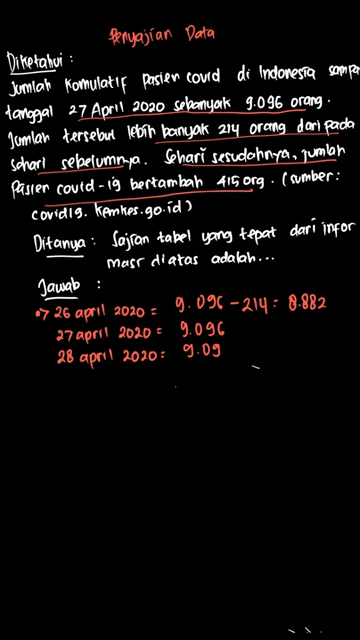 Penyajian Data
Diketahui :
Jumlah Komulatif Pasien covid di Indonesia sampai
tanggal 27 April 2020 sebanyak 9.096 orang.
Jumlah tersebut lebih banyak 214 orang dari pada
sehari sebelumnya. Sehari sesudahnya, jumlah
Pasien covid-19 bertambah 415 org. (sumber:
covid19.kemkes.go.id)
Ditanya : Sajian tabel yang tepat dari infor
masi diatas adalah...
Jawab :
•> 26 april 2020 = 9.096 - 214 = 8.882
27 april 2020 = 9.096
28 april 2020 = 9.09